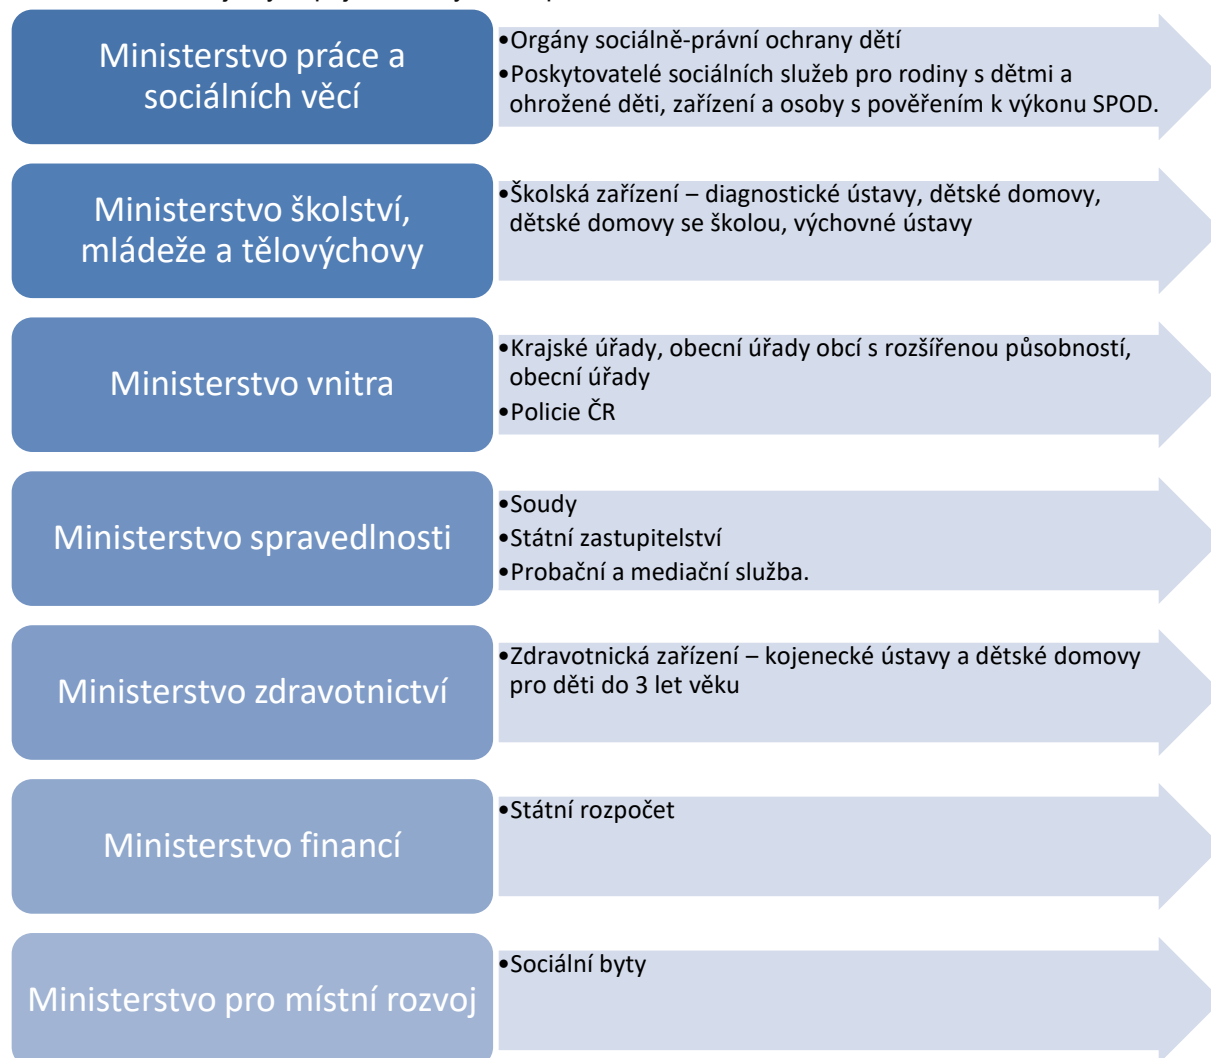 Ministerstvo práce a
sociálních věcí
•Orgány sociálně-právní ochrany dětí
•Poskytovatelé sociálních služeb pro rodiny s dětmi a
ohrožené děti, zařízení a osoby s pověřením k výkonu SPOD.
Ministerstvo školství,
mládeže a tělovýchovy
•Školská zařízení – diagnostické ústavy, dětské domovy,
dětské domovy se školou, výchovné ústavy
Ministerstvo vnitra
•Krajské úřady, obecní úřady obcí s rozšířenou působností,
obecní úřady
•Policie ČR
Ministerstvo spravedlnosti
•Soudy
•Státní zastupitelství
•Probační a mediační služba.
Ministerstvo zdravotnictví
•Zdravotnická zařízení – kojenecké ústavy a dětské domovy
pro děti do 3 let věku
Ministerstvo financí
•Státní rozpočet
Ministerstvo pro místní rozvoj
•Sociální byty